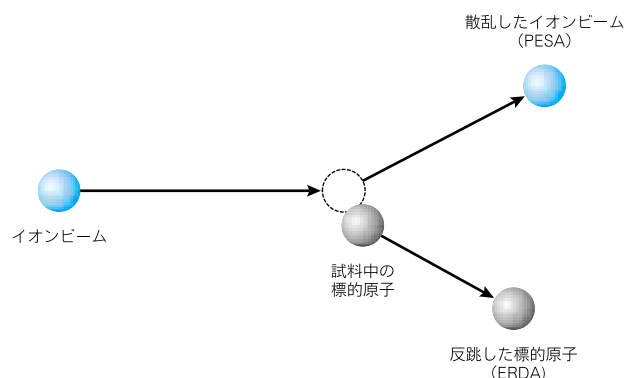 散乱したイオンビーム
（PESA）
イオンビーム
試料中の
標的原子
反跳した標的原子
（ERDA）